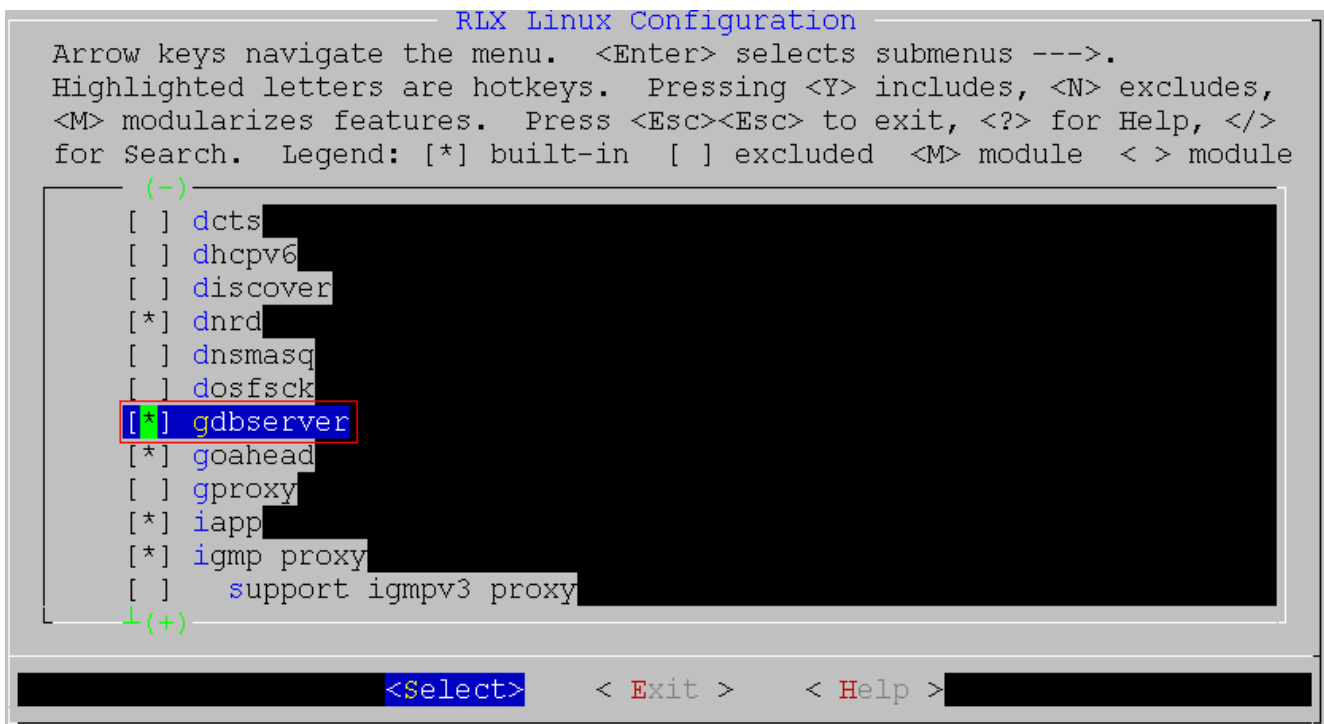 RLX Linux Configuration
Arrow keys navigate the menu.  <Enter> selects submenus --->.
Highlighted letters are hotkeys.  Pressing <Y> includes, <N> excludes,
<M> modularizes features.  Press <Esc><Esc> to exit, <?> for Help, </>
for Search.  Legend: [*] built-in  [ ] excluded  <M> module  < > module
(-)
[ ] dcts
[ ] dhcpv6
[ ] discover
[*] dnrd
[ ] dnsmasq
[ ] dosfsck
[*] gdbserver
[*] goahead
[ ] gproxy
[*] iapp
[*] igmp proxy
[ ]   support igmpv3 proxy
┴(+)
<Select>    < Exit >    < Help >